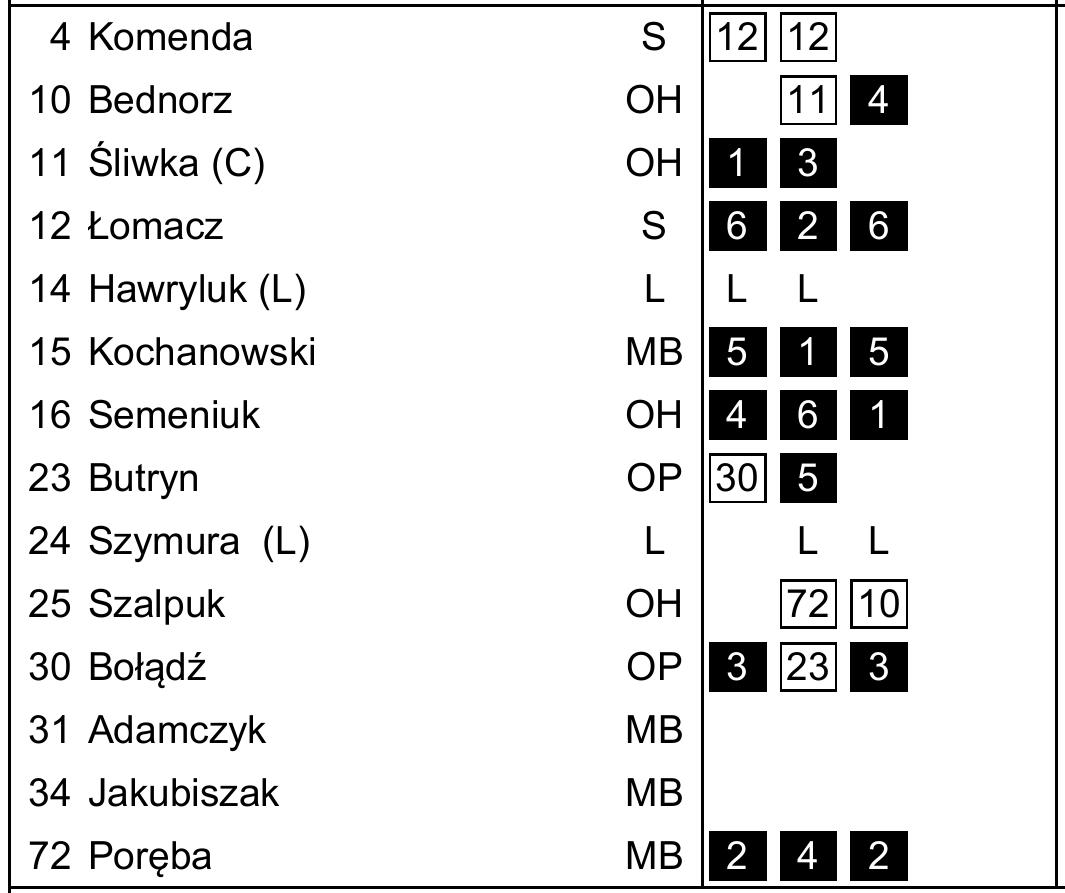 4 Komenda S 12 12
10 Bednorz OH 11 4
11 Śliwka (C) OH 1 3
12 Łomacz S 6 2 6
14 Hawryluk (L) L L L
15 Kochanowski MB 5 1 5
16 Semeniuk OH 4 6 1
23 Butryn OP 30 5
24 Szymura (L) L L L
25 Szalpuk OH 72 10
30 Bołądź OP 3 23 3
31 Adamczyk MB
34 Jakubiszak MB
72 Poręba MB 2 4 2